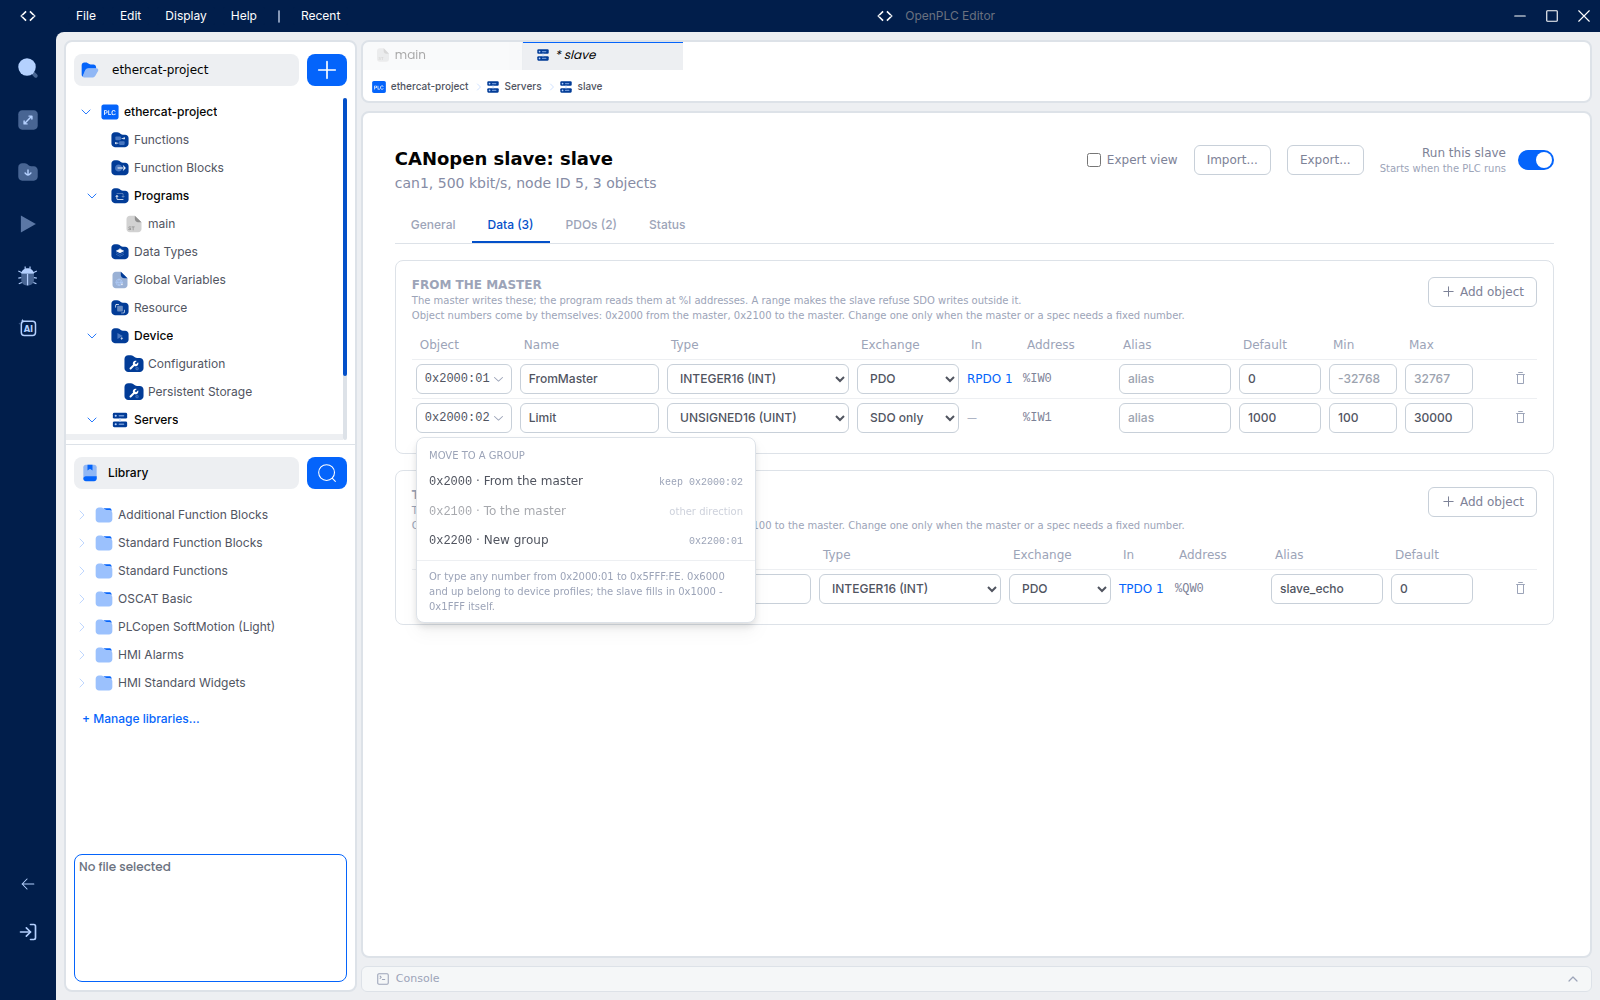 File Edit Display Help | Recent
OpenPLC Editor
ethercat-project
PLC ethercat-project
Functions
Function Blocks
Programs
main
Data Types
Global Variables
Resource
Device
Configuration
Persistent Storage
Servers
Library
Additional Function Blocks
Standard Function Blocks
Standard Functions
OSCAT Basic
PLCopen SoftMotion (Light)
HMI Alarms
HMI Standard Widgets
+ Manage libraries...
No file selected
AI
main
* slave
PLC ethercat-project Servers slave
CANopen slave: slave
can1, 500 kbit/s, node ID 5, 3 objects
Expert view
Import...
Export...
Run this slave
Starts when the PLC runs
General Data (3) PDOs (2) Status
FROM THE MASTER
The master writes these; the program reads them at %I addresses. A range makes the slave refuse SDO writes outside it.
Object numbers come by themselves: 0x2000 from the master, 0x2100 to the master. Change one only when the master or a spec needs a fixed number.
+ Add object
Object Name Type Exchange In Address Alias Default Min Max
0x2000:01 FromMaster INTEGER16 (INT) PDO RPDO 1 %IW0 alias 0 -32768 32767
0x2000:02 Limit UNSIGNED16 (UINT) SDO only — %IW1 alias 1000 100 30000
MOVE TO A GROUP
0x2000 · From the master keep 0x2000:02
0x2100 · To the master other direction
0x2200 · New group 0x2200:01
Or type any number from 0x2000:01 to 0x5FFF:FE. 0x6000
and up belong to device profiles; the slave fills in 0x1000 -
0x1FFF itself.
+ Add object
100 to the master. Change one only when the master or a spec needs a fixed number.
Type Exchange In Address Alias Default
INTEGER16 (INT) PDO TPDO 1 %QW0 slave_echo 0
Console